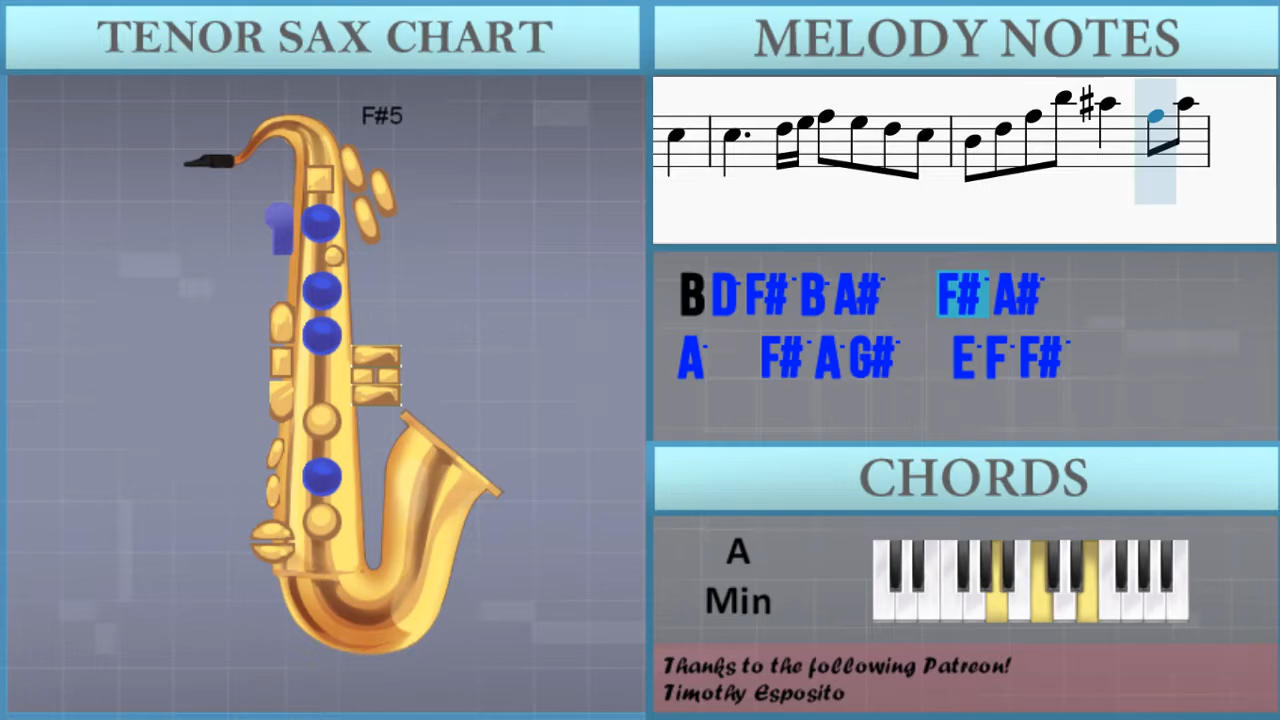 TENOR SAX CHART
F#5
MELODY NOTES
B D- F#- B- A#- F#- A#-
A- F#- A- G#- E- F- F#-
CHORDS
A
Min
Thanks to the following Patreon!
Timothy Esposito